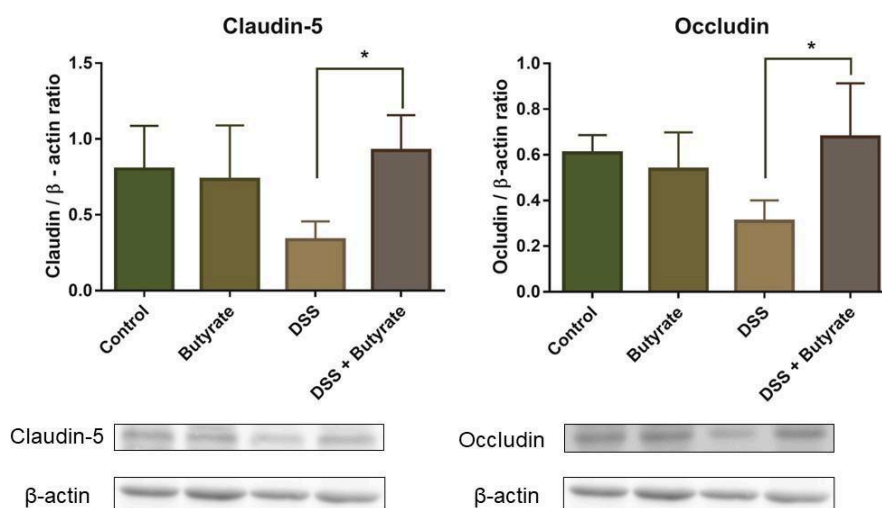 Claudin-5
*
Claudin / β - actin ratio
1.5
1.0
0.5
0.0
Control
Butyrate
DSS
DSS + Butyrate
Occludin
*
Ocludin / β-actin ratio
1.0
0.8
0.6
0.4
0.2
0.0
Control
Butyrate
DSS
DSS + Butyrate
Claudin-5
β-actin
Occludin
β-actin